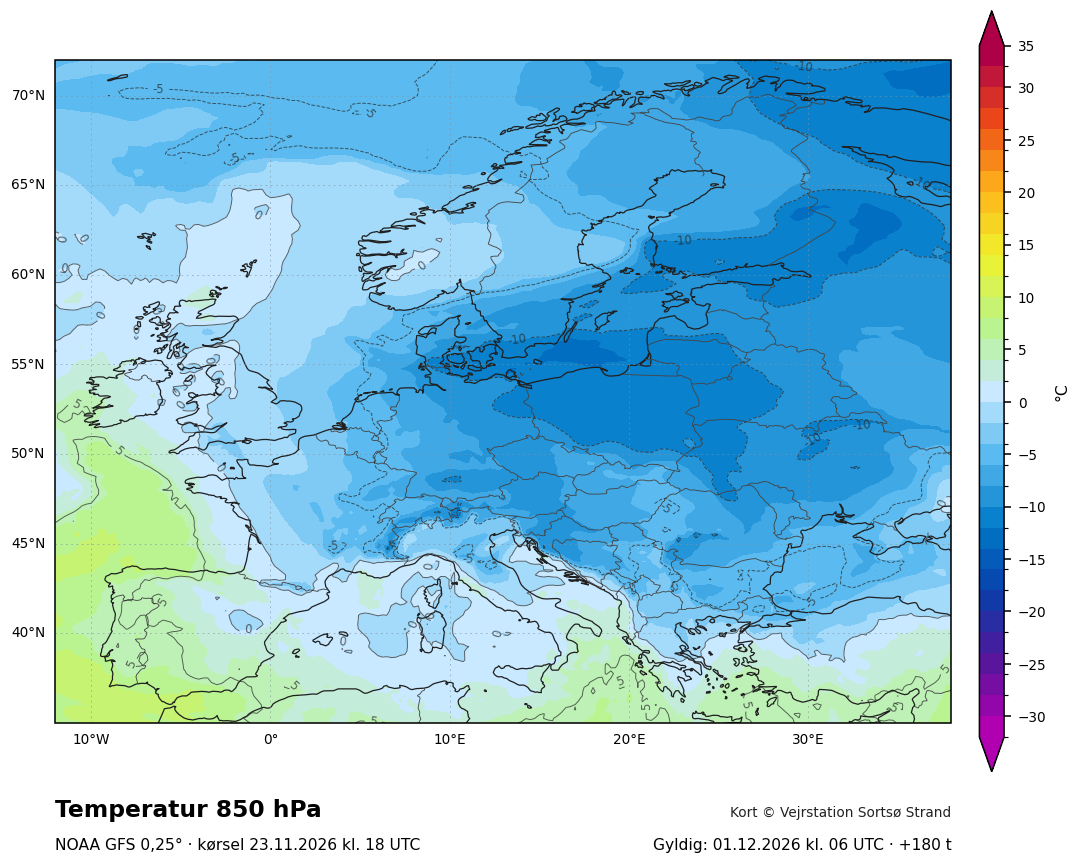 70°N
65°N
60°N
55°N
50°N
45°N
40°N
10°W 0° 10°E 20°E 30°E
35
30
25
20
15
10
5
0
−5
−10
−15
−20
−25
−30
°C
Temperatur 850 hPa
Kort © Vejrstation Sortsø Strand
NOAA GFS 0,25° · kørsel 23.11.2026 kl. 18 UTC
Gyldig: 01.12.2026 kl. 06 UTC · +180 t